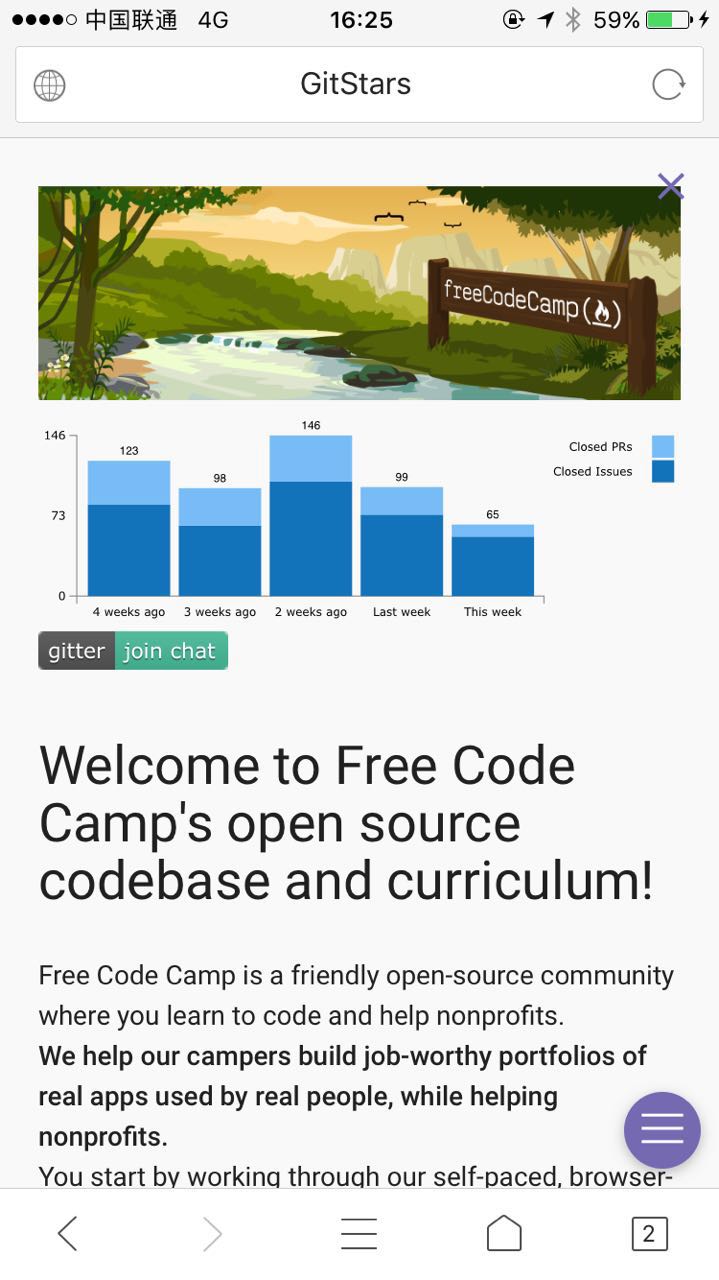 中国联通 4G 16:25 59%
GitStars
freeCodeCamp(🔥)
146
73
0
123
98
146
99
65
Closed PRs
Closed Issues
4 weeks ago 3 weeks ago 2 weeks ago Last week This week
gitter join chat
Welcome to Free Code
Camp's open source
codebase and curriculum!
Free Code Camp is a friendly open-source community
where you learn to code and help nonprofits.
We help our campers build job-worthy portfolios of
real apps used by real people, while helping
nonprofits.
You start by working through our self-paced, browser-
2